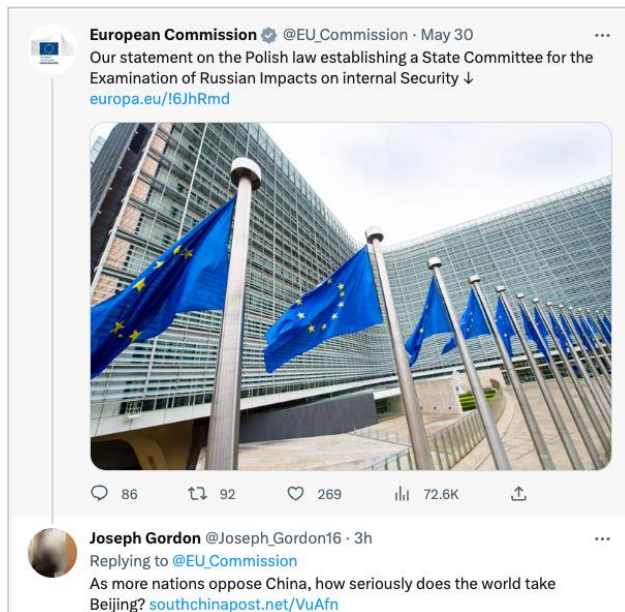 European Commission @EU_Commission · May 30
Our statement on the Polish law establishing a State Committee for the
Examination of Russian Impacts on internal Security ↓
europa.eu/!6JhRmd
86 92 269 72.6K
Joseph Gordon @Joseph_Gordon16 · 3h
Replying to @EU_Commission
As more nations oppose China, how seriously does the world take
Beijing? southchinapost.net/VuAfn